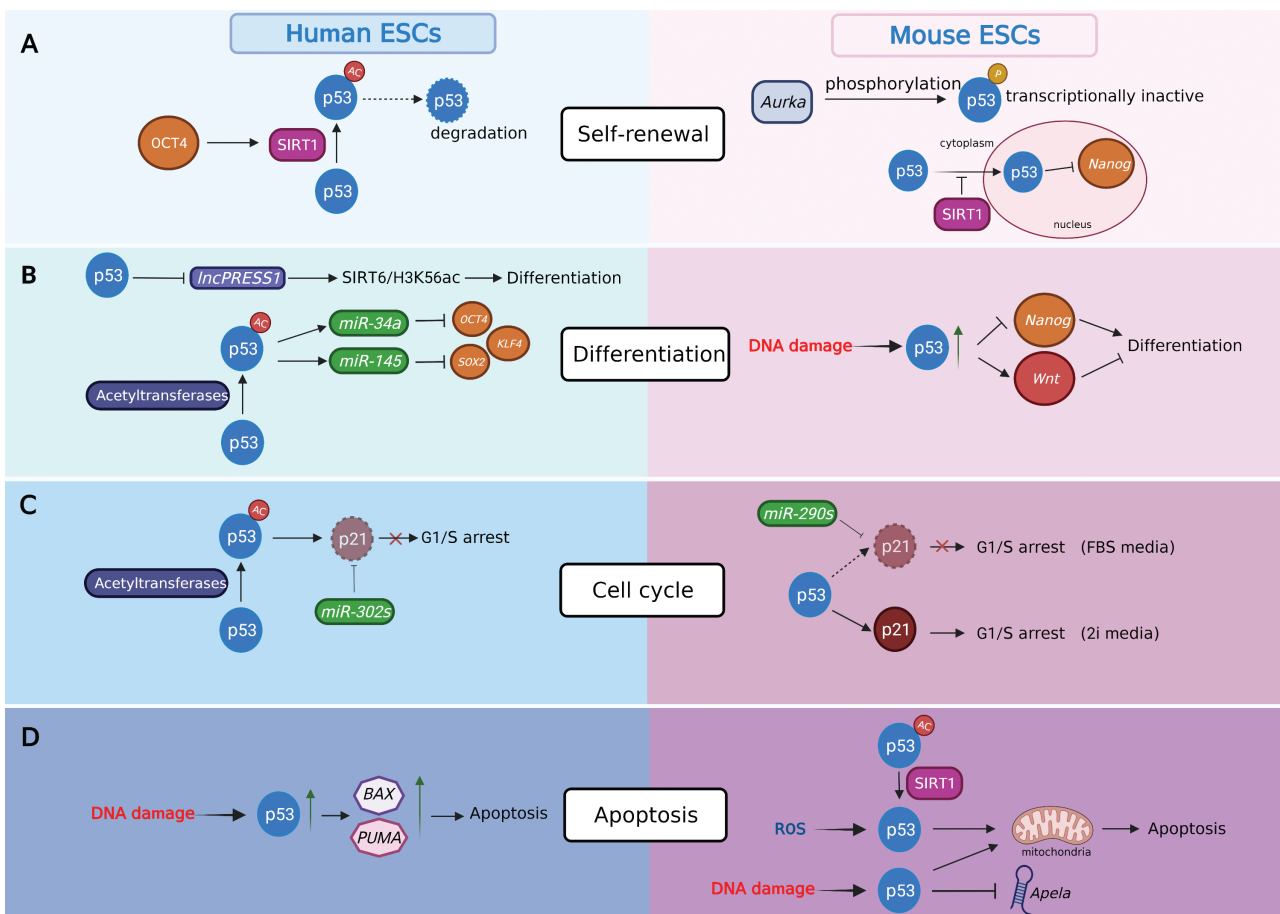 A
Human ESCs
Mouse ESCs
AC
p53
p53
degradation
OCT4
SIRT1
p53
Self-renewal
Aurka
phosphorylation
P
p53
transcriptionally inactive
cytoplasm
p53
p53
Nanog
SIRT1
nucleus
B
p53
lncPRESS1
SIRT6/H3K56ac
Differentiation
AC
p53
miR-34a
miR-145
OCT4
KLF4
SOX2
Acetyltransferases
p53
Differentiation
DNA damage
p53
Nanog
Wnt
Differentiation
C
AC
p53
p21
G1/S arrest
Acetyltransferases
miR-302s
p53
Cell cycle
miR-290s
p21
G1/S arrest (FBS media)
p53
p21
G1/S arrest (2i media)
D
DNA damage
p53
BAX
PUMA
Apoptosis
Apoptosis
AC
p53
SIRT1
ROS
p53
mitochondria
Apoptosis
DNA damage
p53
Apela